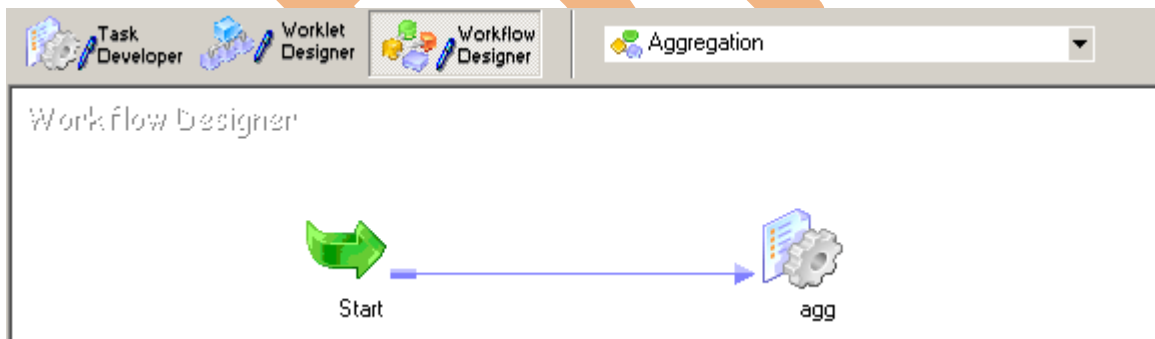 Task
Developer
Worklet
Designer
Workflow
Designer
Aggregation
Workflow Designer
Start
agg